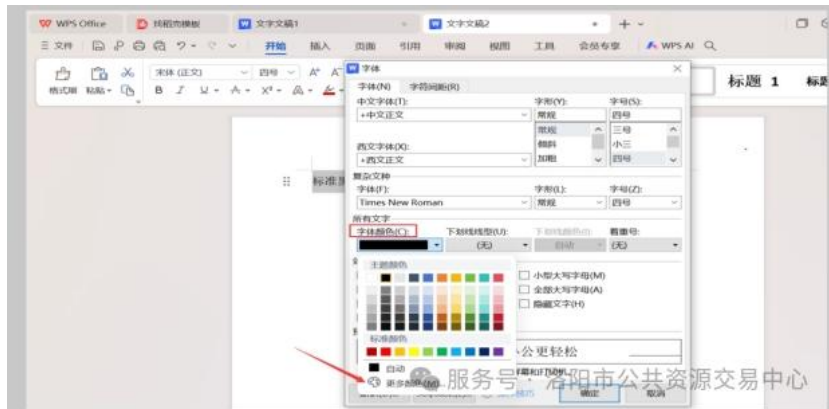 WPS Office 找稻壳模板 文字文稿1 文字文稿2
文件 开始 插入 页面 引用 审阅 视图 工具 会员专享 WPS AI
格式刷 粘贴 宋体 (正文) 四号 标题 1 标题
字体
字体(N) 字符间距(R)
中文字体(T): 字形(Y): 字号(S):
+中文正文 常规 四号
常规 三号
倾斜 小三
西文字体(X):
+西文正文 加粗 四号
复杂文种
字体(F): 字形(L): 字号(Z):
Times New Roman 常规 四号
所有文字
字体颜色(C): 下划线线型(U): 下划线颜色(I): 着重号:
(无) 自动 (无)
标准黑
主题颜色
小型大写字母(M)
全部大写字母(A)
隐藏文字(H)
标准颜色
公更轻松
自动
更多颜色(M)...
服务号 · 洛阳市公共资源交易中心
确定 取消